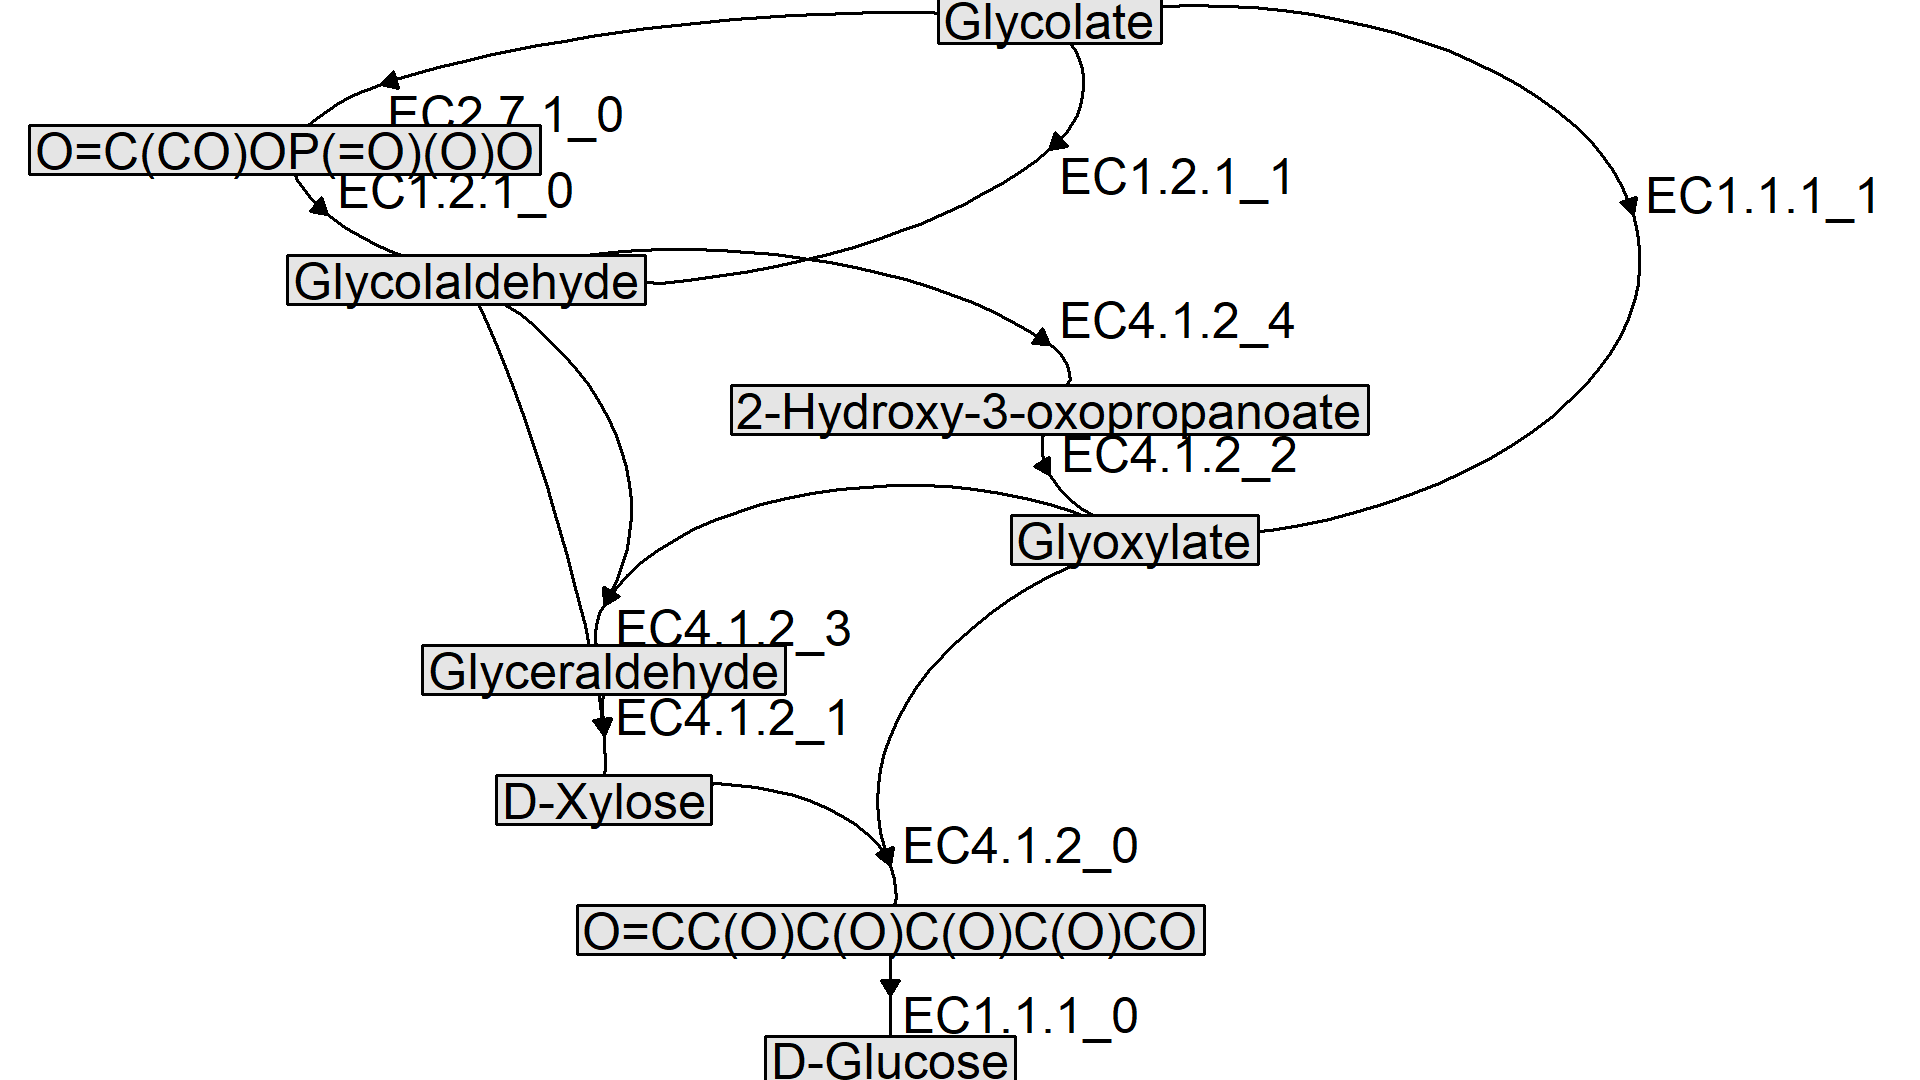 Glycolate
EC2.7.1_0
O=C(CO)OP(=O)(O)O
EC1.2.1_1
EC1.2.1_0
EC1.1.1_1
Glycolaldehyde
EC4.1.2_4
2-Hydroxy-3-oxopropanoate
EC4.1.2_2
Glyoxylate
EC4.1.2_3
Glyceraldehyde
EC4.1.2_1
D-Xylose
EC4.1.2_0
O=CC(O)C(O)C(O)C(O)CO
EC1.1.1_0
D-Glucose